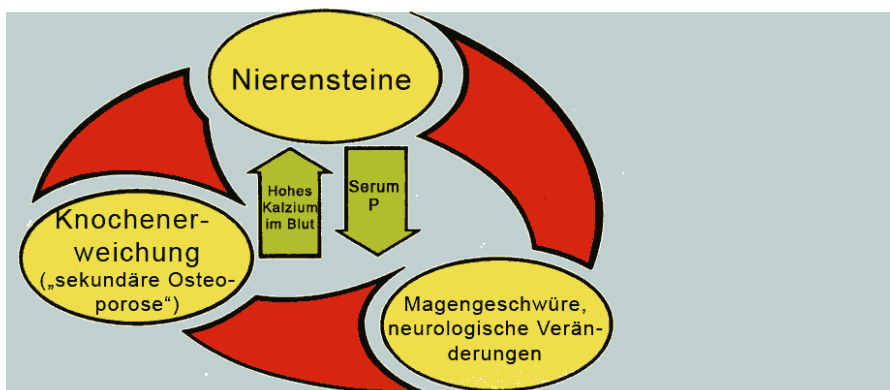 Nierensteine
Hohes
Kalzium
im Blut
Serum
P
Knochener-
weichung
(„sekundäre Osteo-
porose“)
Magengeschwüre,
neurologische Verän-
derungen